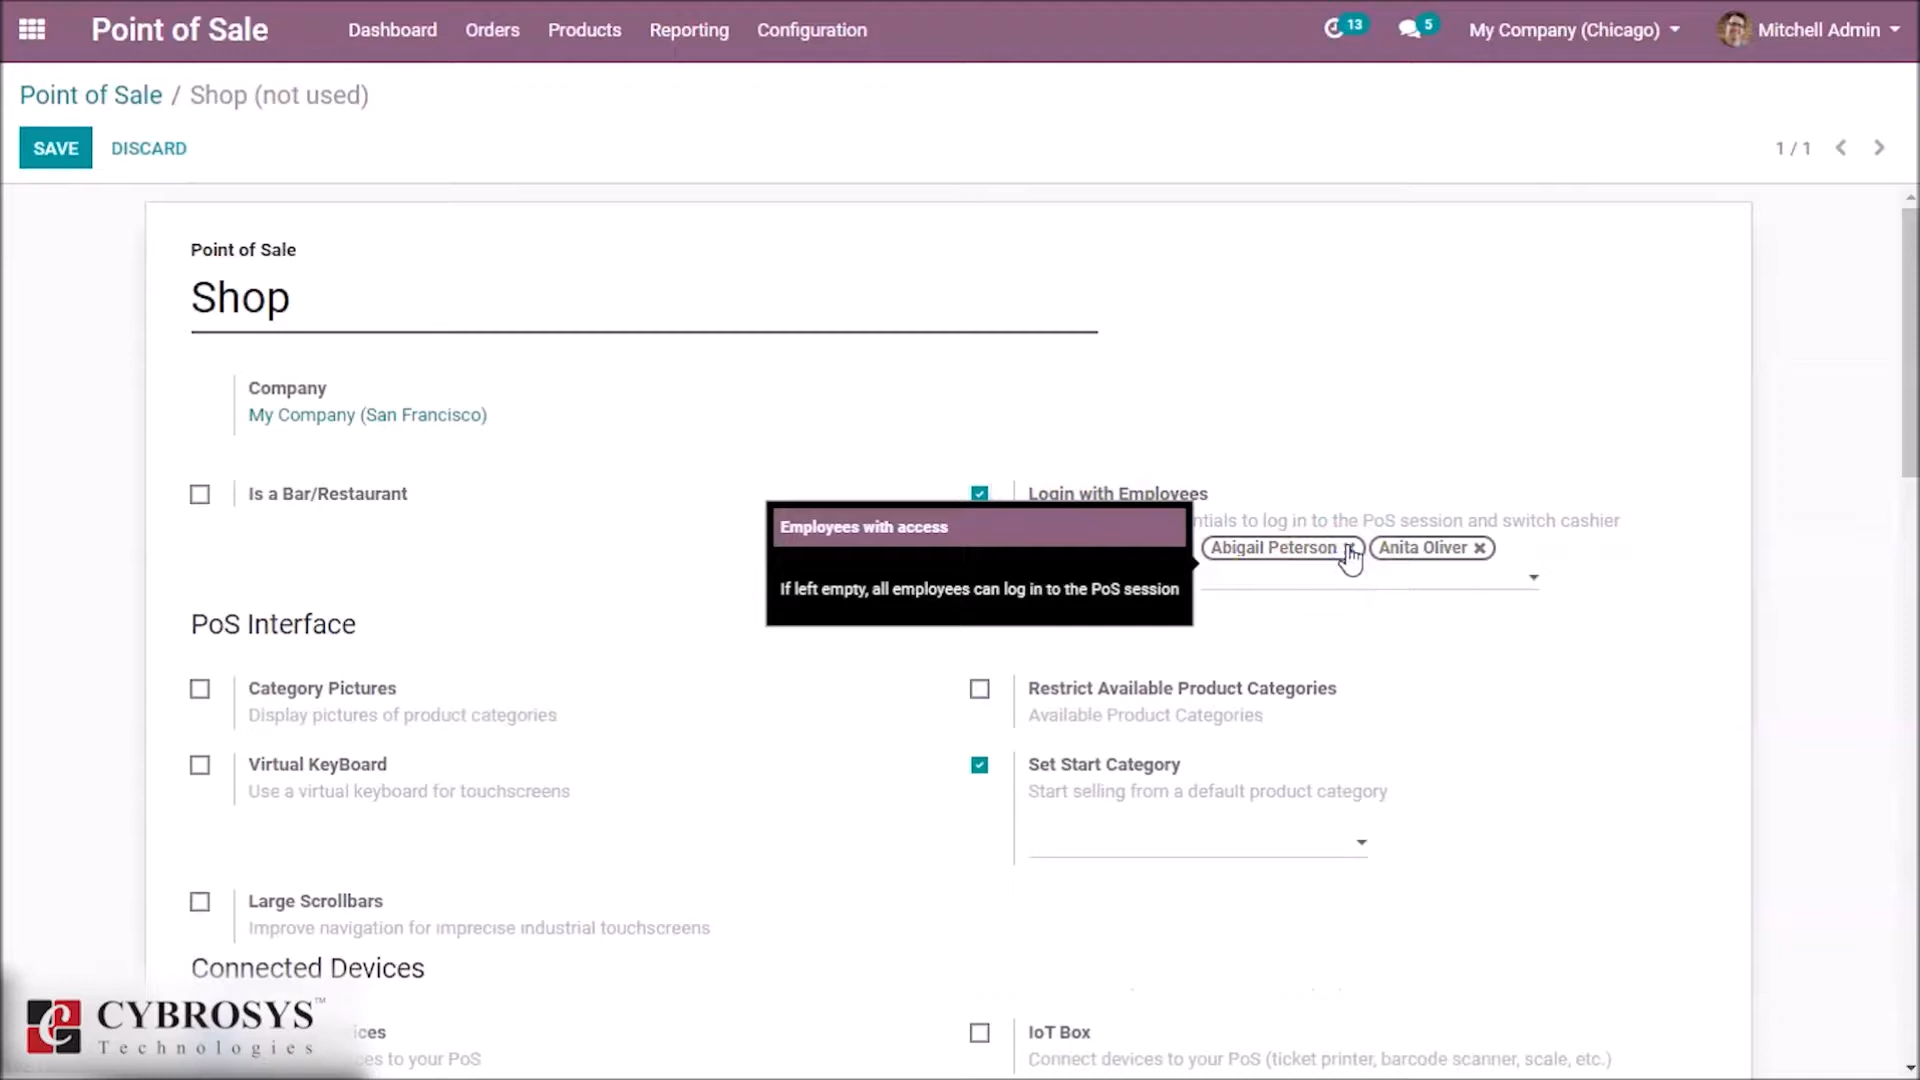 Point of Sale Dashboard Orders Products Reporting Configuration 13 5 My Company (Chicago) Mitchell Admin
Point of Sale / Shop (not used)
SAVE DISCARD 1 / 1
Point of Sale
Shop
Company
My Company (San Francisco)
Is a Bar/Restaurant
Login with Employees
ntials to log in to the PoS session and switch cashier
Employees with access
If left empty, all employees can log in to the PoS session
Abigail Peterson Anita Oliver
PoS Interface
Category Pictures
Display pictures of product categories
Restrict Available Product Categories
Available Product Categories
Virtual KeyBoard
Use a virtual keyboard for touchscreens
Set Start Category
Start selling from a default product category
Large Scrollbars
Improve navigation for imprecise industrial touchscreens
Connected Devices
ices
ces to your PoS
IoT Box
Connect devices to your PoS (ticket printer, barcode scanner, scale, etc.)
CYBROSYS™
Technologies